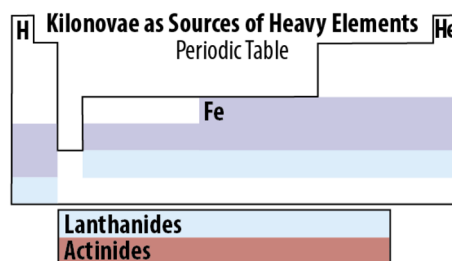 H
Kilonovae as Sources of Heavy Elements
He
Periodic Table
Fe
Lanthanides
Actinides